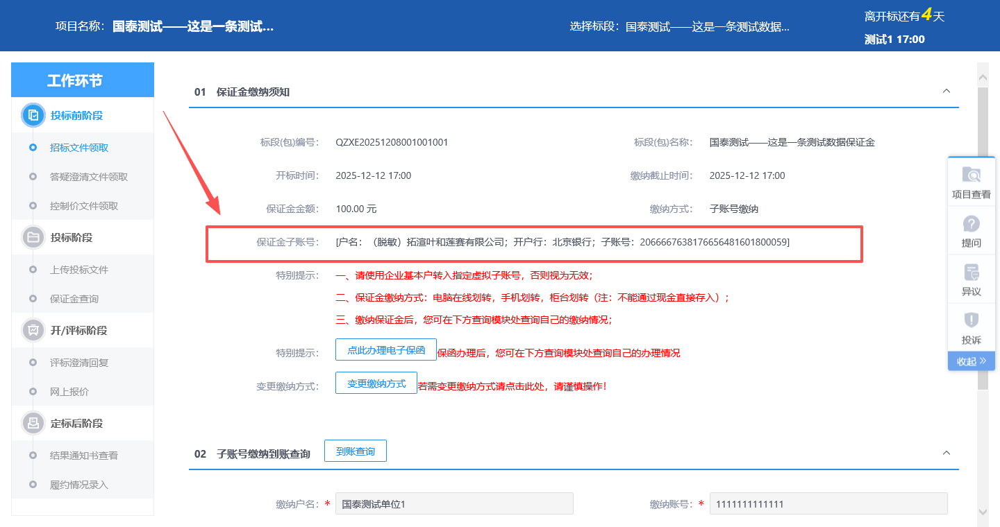 项目名称：国泰测试——这是一条测试...
选择标段：国泰测试——这是一条测试数据...
离开标还有4天
测试1 17:00
工作环节
投标前阶段
招标文件领取
答疑澄清文件领取
控制价文件领取
投标阶段
上传投标文件
保证金查询
开/评标阶段
评标澄清回复
网上报价
定标后阶段
结果通知书查看
履约情况录入
01 保证金缴纳须知
标段(包)编号： QZXE20251208001001001
标段(包)名称： 国泰测试——这是一条测试数据保证金
开标时间： 2025-12-12 17:00
缴纳截止时间： 2025-12-12 17:00
保证金金额： 100.00 元
缴纳方式： 子账号缴纳
保证金子账号： [户名：（脱敏）拓渲叶和莲赛有限公司；开户行：北京银行；子账号：2066667638176656481601800059]
特别提示： 一、请使用企业基本户转入指定虚拟子账号，否则视为无效；
二、保证金缴纳方式：电脑在线划转，手机划转，柜台划转（注：不能通过现金直接存入）；
三、缴纳保证金后，您可在下方查询模块处查询自己的缴纳情况；
特别提示： 点此办理电子保函 保函办理后，您可在下方查询模块处查询自己的办理情况
变更缴纳方式： 变更缴纳方式 若需变更缴纳方式请点击此处，请谨慎操作！
02 子账号缴纳到账查询 到账查询
缴纳户名：* 国泰测试单位1
缴纳账号：* 1111111111111
项目查看
提问
异议
投诉
收起 »